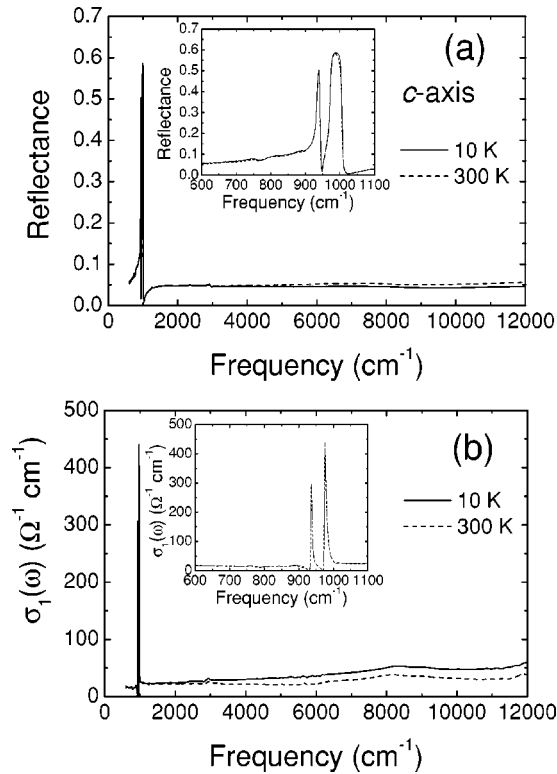 0.7
0.6
0.5
0.4
0.3
0.2
0.1
0.0
Reflectance
(a)
c-axis
10 K
300 K
0.7
0.6
0.5
0.4
0.3
0.2
0.1
0.0
Reflectance
600 700 800 900 1000 1100
Frequency (cm⁻¹)
2000 4000 6000 8000 10000 12000
Frequency (cm⁻¹)
500
450
400
350
300
250
200
150
100
50
0
σ₁(ω) (Ω⁻¹ cm⁻¹)
(b)
10 K
300 K
500
400
300
200
100
0
σ₁(ω) (Ω⁻¹ cm⁻¹)
600 700 800 900 1000 1100
Frequency (cm⁻¹)
0 2000 4000 6000 8000 10000 12000
Frequency (cm⁻¹)